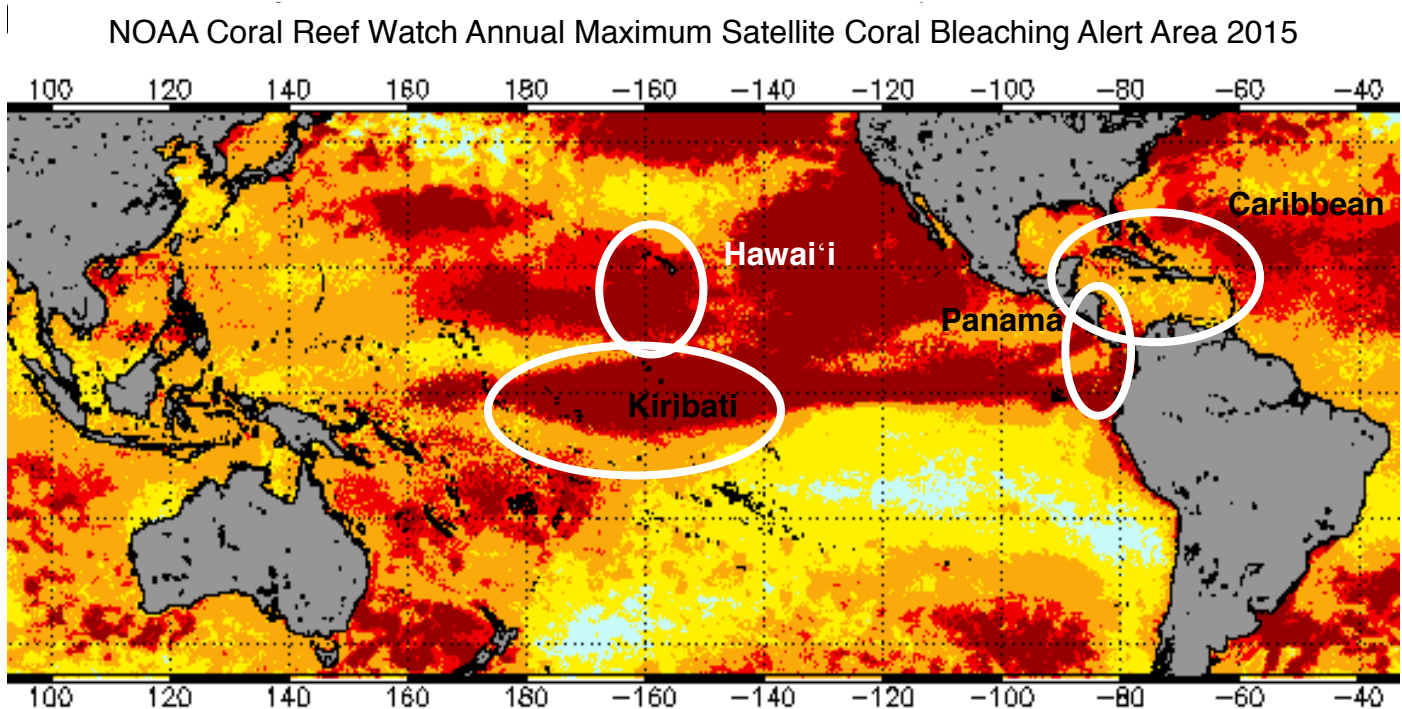 NOAA Coral Reef Watch Annual Maximum Satellite Coral Bleaching Alert Area 2015
100 120 140 160 180 −160 −140 −120 −100 −80 −60 −40
Caribbean
Hawaiʻi
Panamá
Kiribati
100 120 140 160 180 −160 −140 −120 −100 −80 −60 −40